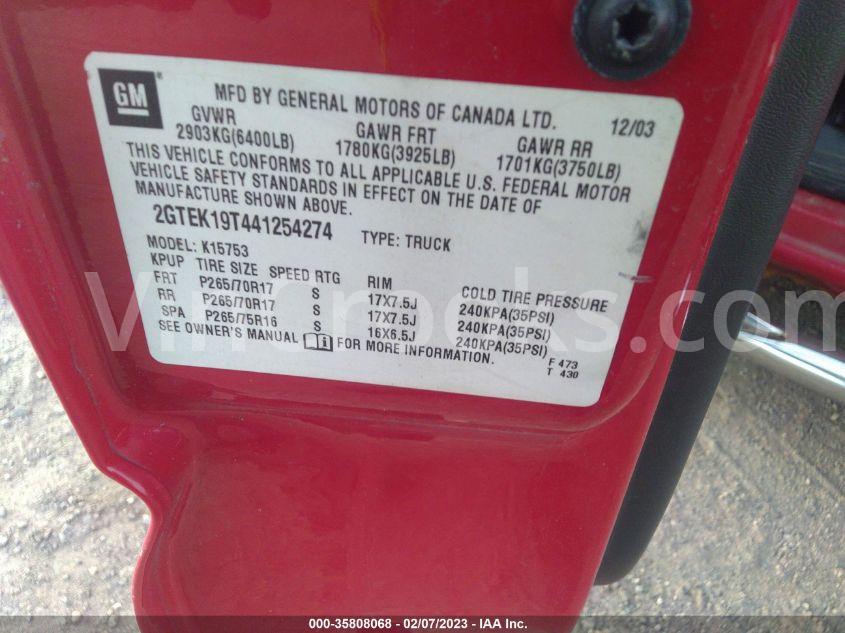 GM
MFD BY GENERAL MOTORS OF CANADA LTD. 12/03
GVWR GAWR FRT GAWR RR
2903KG(6400LB) 1780KG(3925LB) 1701KG(3750LB)
THIS VEHICLE CONFORMS TO ALL APPLICABLE U.S. FEDERAL MOTOR
VEHICLE SAFETY STANDARDS IN EFFECT ON THE DATE OF
MANUFACTURE SHOWN ABOVE.
2GTEK19T441254274 TYPE: TRUCK
MODEL: K15753
KPUP TIRE SIZE SPEED RTG RIM COLD TIRE PRESSURE
FRT P265/70R17 S 17X7.5J 240KPA(35PSI)
RR P265/70R17 S 17X7.5J 240KPA(35PSI)
SPA P265/75R16 S 16X6.5J 240KPA(35PSI)
SEE OWNER'S MANUAL FOR MORE INFORMATION.
F 473
T 430
VinCrooks.com
000-35808068 - 02/07/2023 - IAA Inc.